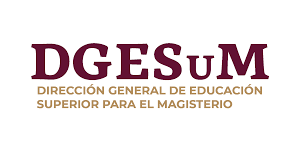 DGESuM
DIRECCIÓN GENERAL DE EDUCACIÓN
SUPERIOR PARA EL MAGISTERIO